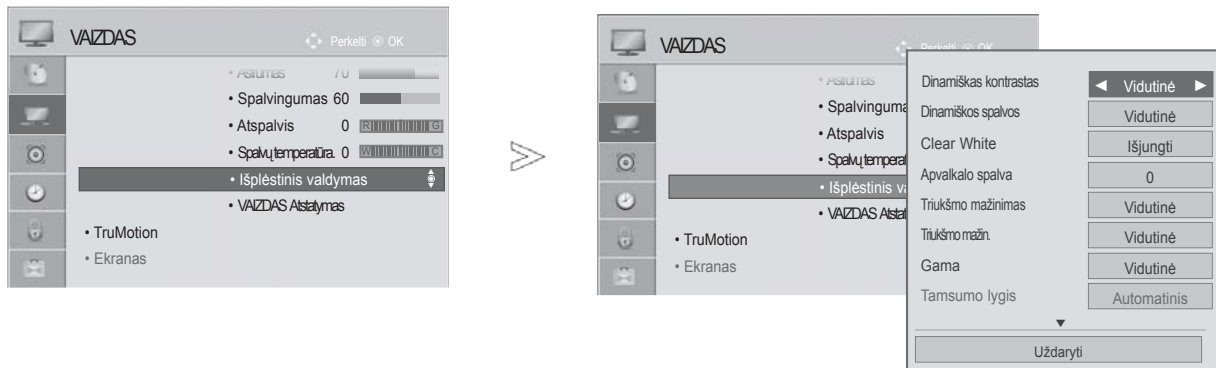 VAIZDAS
Perkelti OK
• Aštrumas 70
• Spalvingumas 60
• Atspalvis 0 R G
• Spalvų temperatūra. 0 W C
• Išplėstinis valdymas
• VAIZDAS Atstatymas
• TruMotion
• Ekranas
VAIZDAS
Perkelti OK
• Aštrumas
• Spalvinguma
• Atspalvis
• Spalvų temperat
• Išplėstinis va
• VAIZDAS Atstat
• TruMotion
• Ekranas
Dinamiškas kontrastas ◄ Vidutinė ►
Dinamiškos spalvos Vidutinė
Clear White Išjungti
Apvalkalo spalva 0
Triukšmo mažinimas Vidutinė
Triukšmo mažin. Vidutinė
Gama Vidutinė
Tamsumo lygis Automatinis
▼
Uždaryti